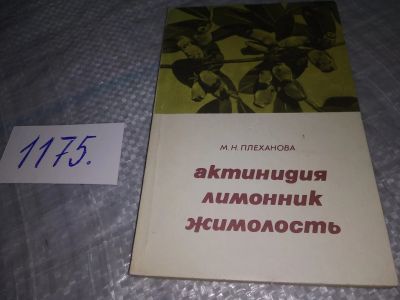 1175.
М. Н. ПЛЕХАНОВА
актинидия
лимонник
жимолость